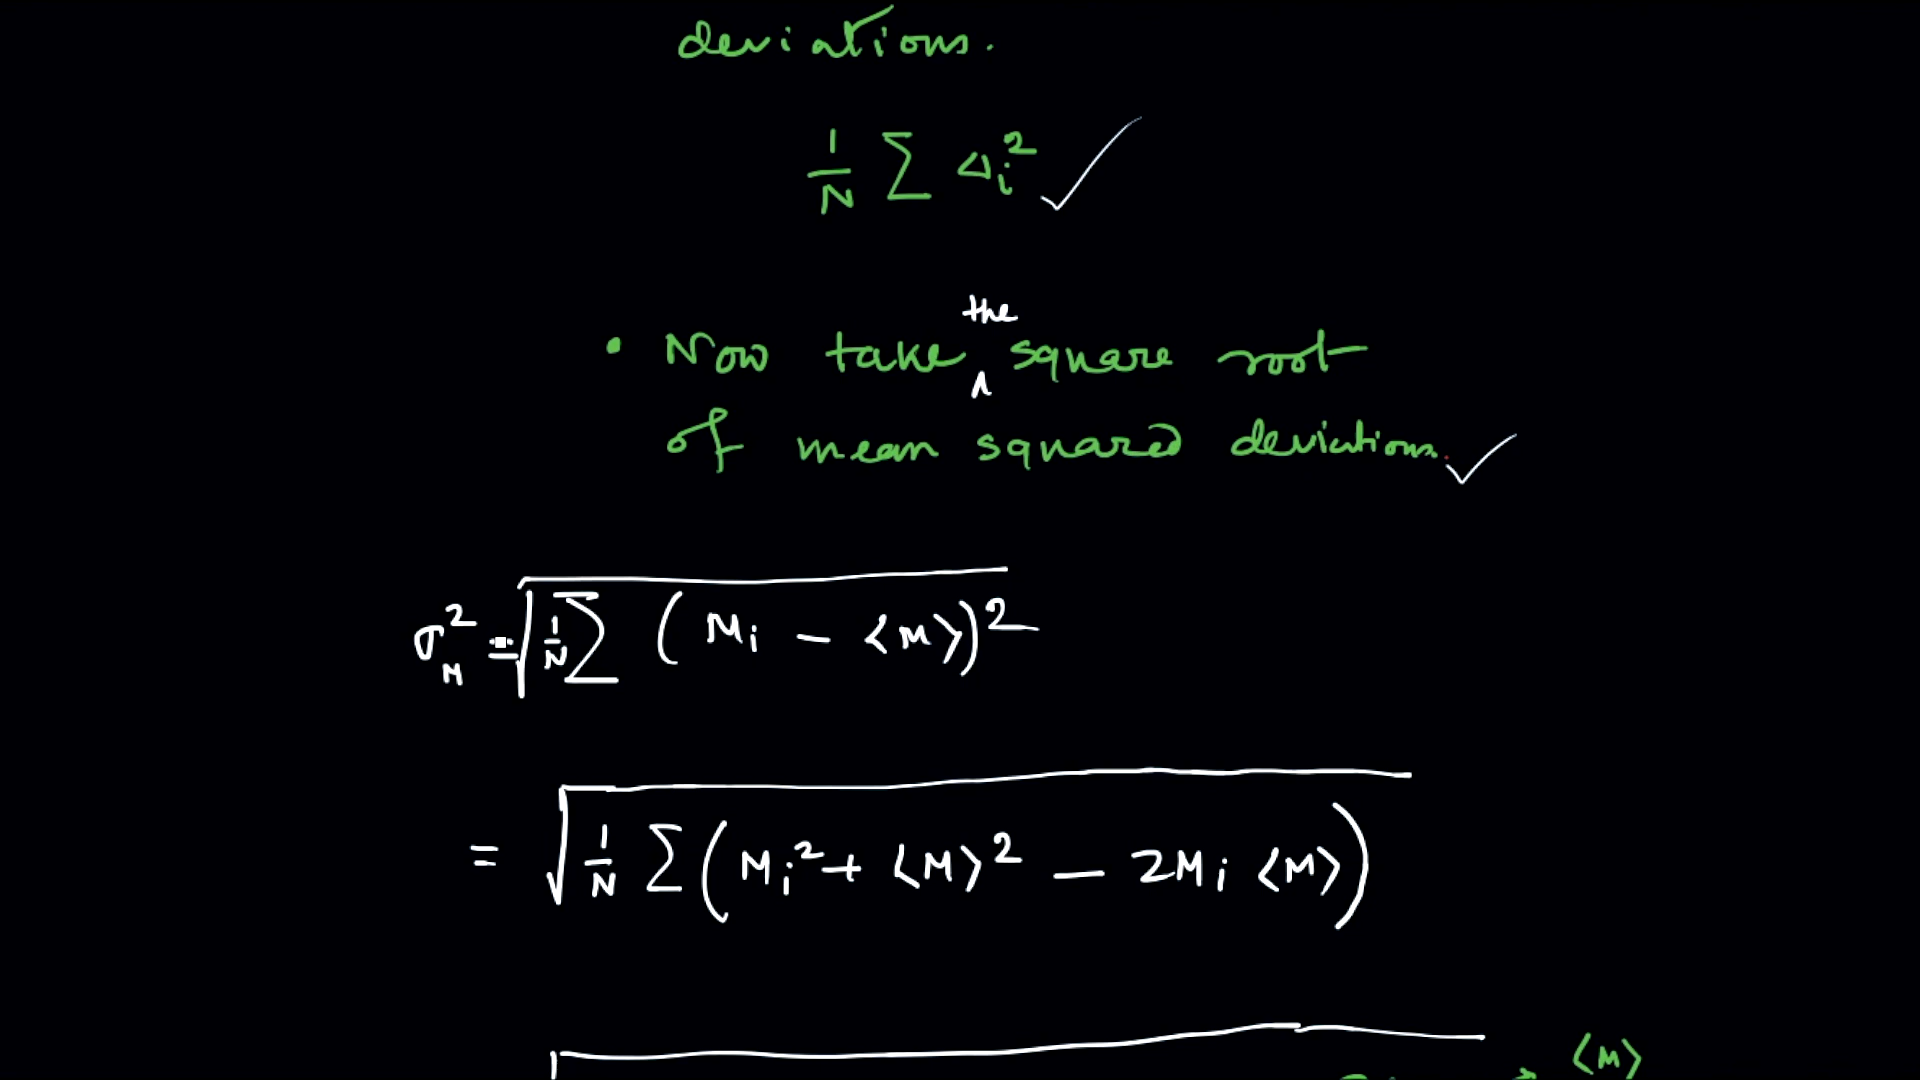 deviations.
1/N Σ Δi²
the
• Now take ∧ square root
of mean squared deviations.
σ_M² = √(1/N Σ (Mi - ⟨M⟩)²
= √(1/N Σ (Mi² + ⟨M⟩² - 2Mi ⟨M⟩)
⟨M⟩